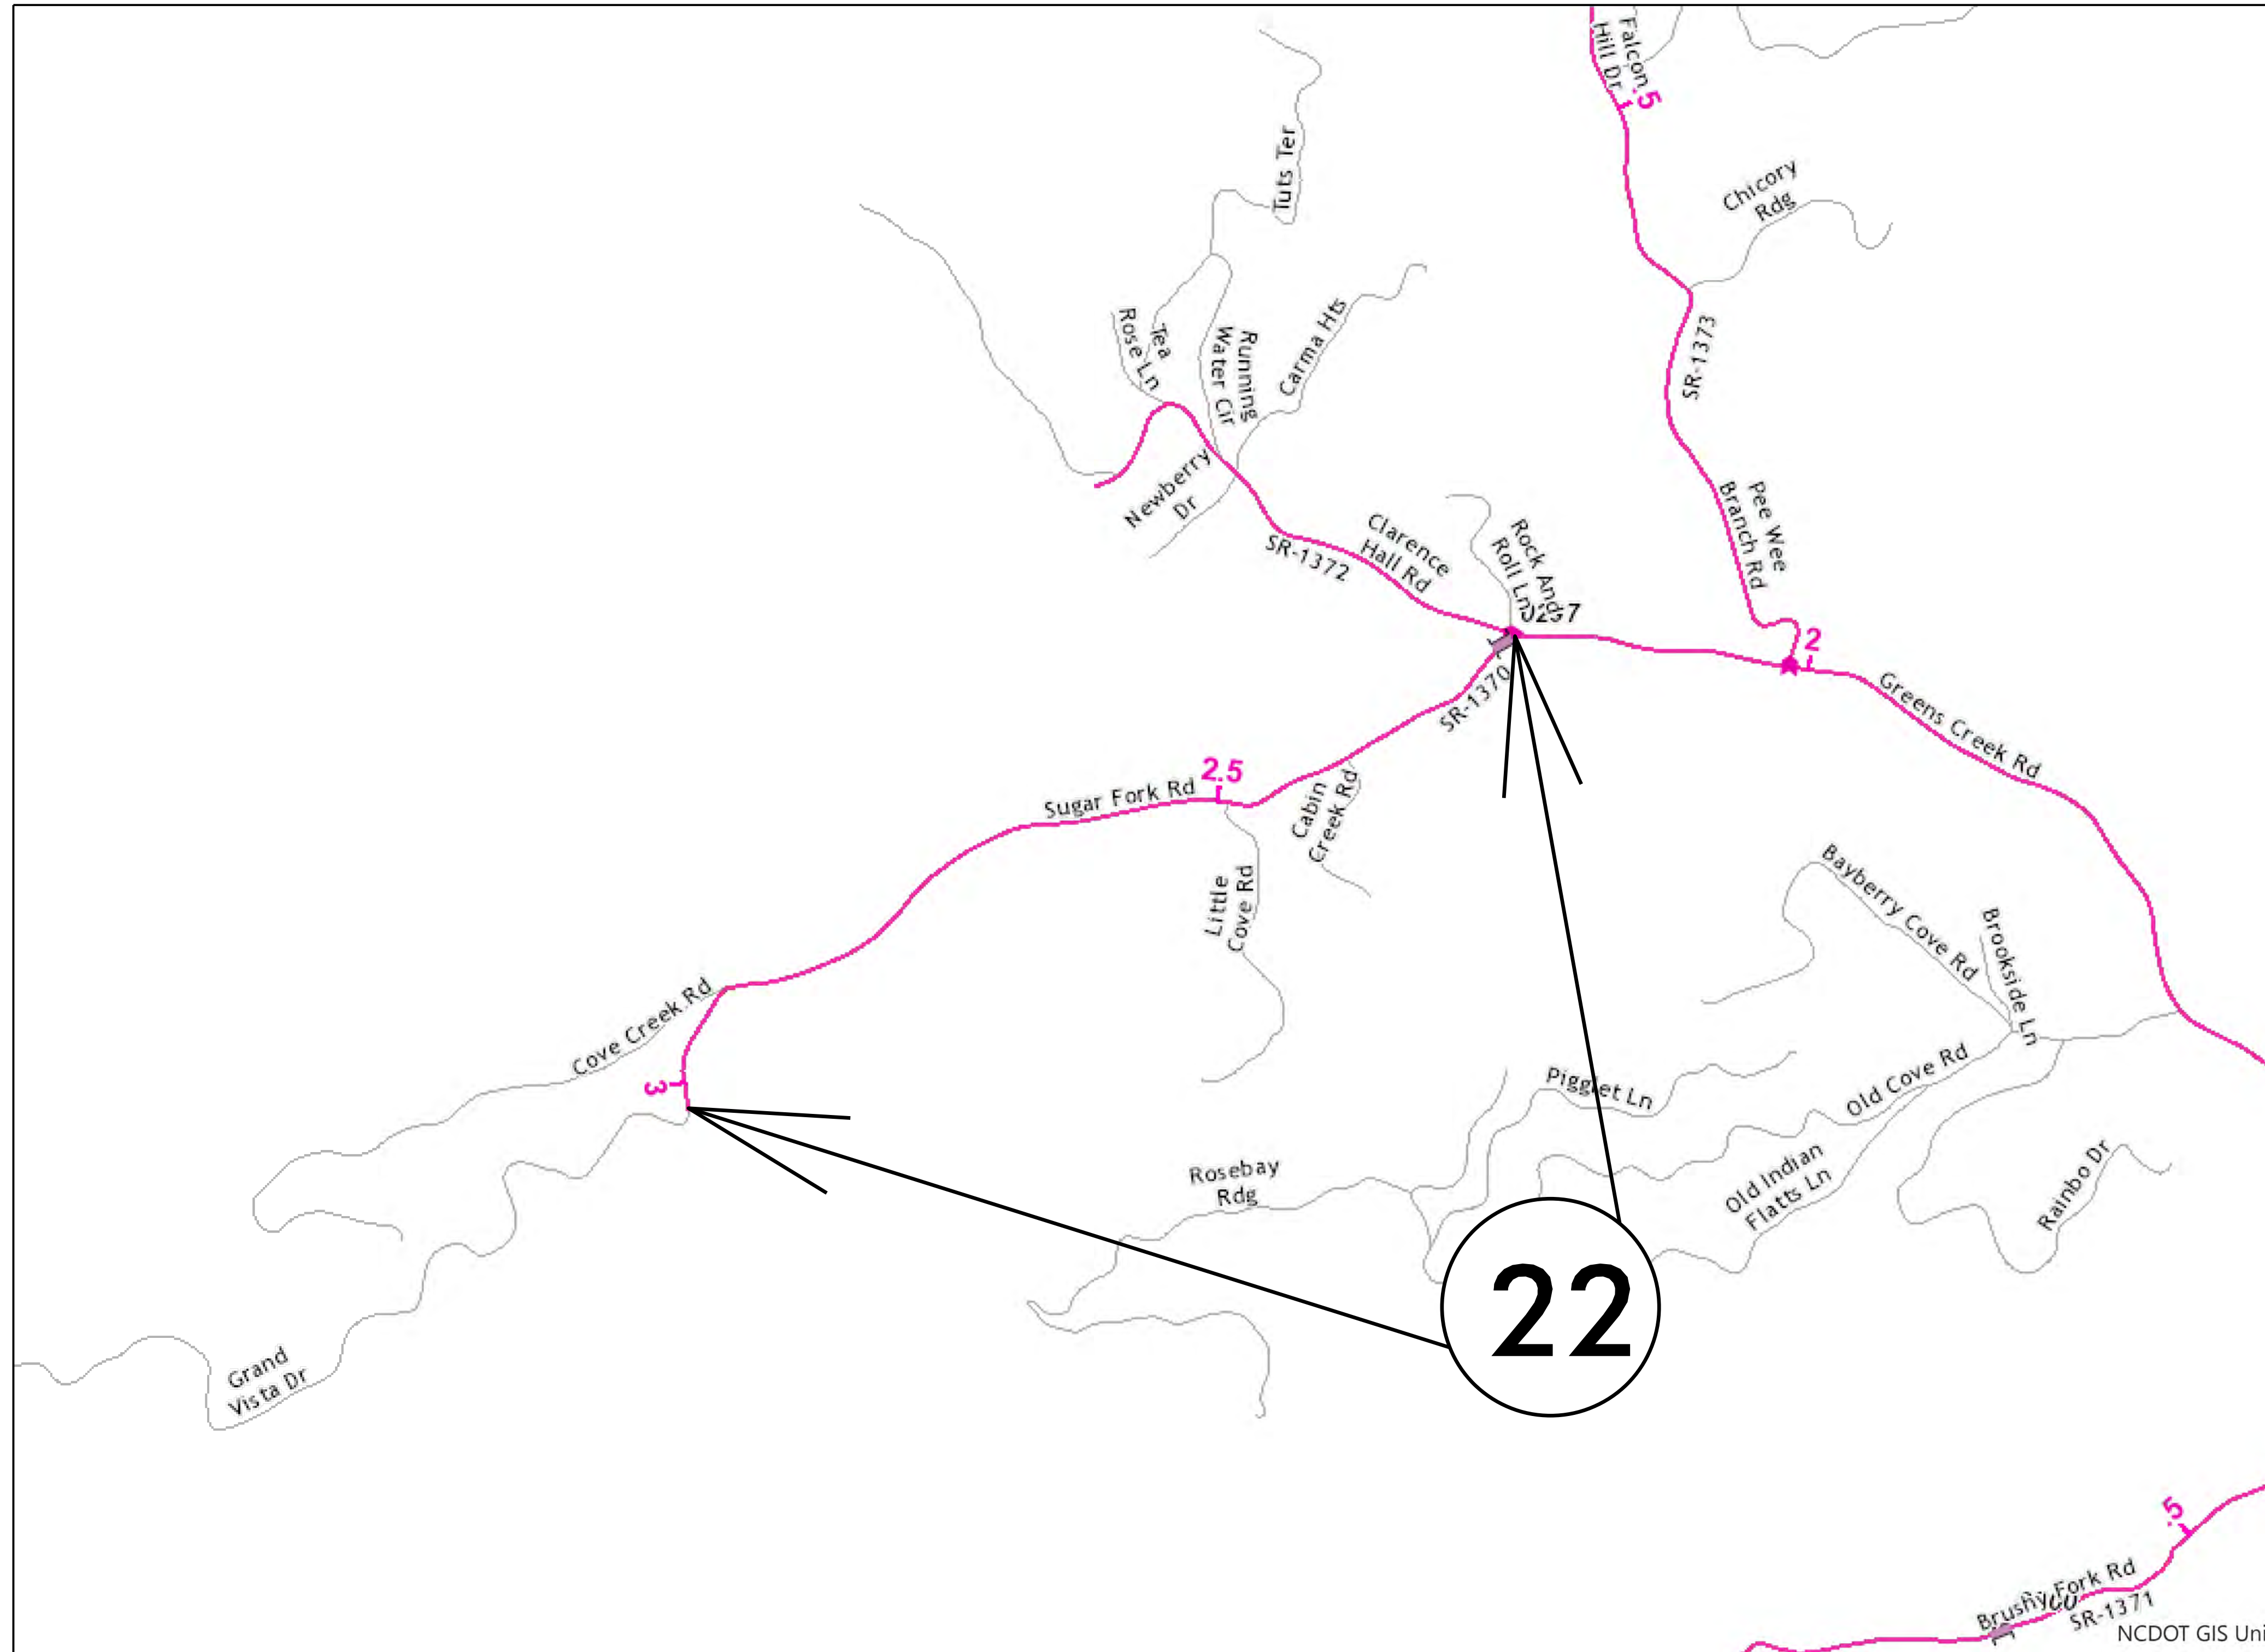 Falcon
Hill Dr
.5
Tuts Ter
Chicory
Rdg
Tea
Rose Ln
Running
Water Cir
Carma Hts
SR-1373
Newberry
Dr
Pee Wee
Branch Rd
Clarence
Hall Rd
SR-1372
Rock And
Roll Ln
2
SR-1370
Greens Creek Rd
2.5
Sugar Fork Rd
Cabin
Creek Rd
Little
Cove Rd
Bayberry Cove Rd
Brookside Ln
Cove Creek Rd
3
Pigglet Ln
Old Cove Rd
Rosebay
Rdg
Old Indian
Flatts Ln
Rainbo Dr
22
Grand
Vista Dr
.5
Brushy Fork Rd
SR-1371
NCDOT GIS Uni